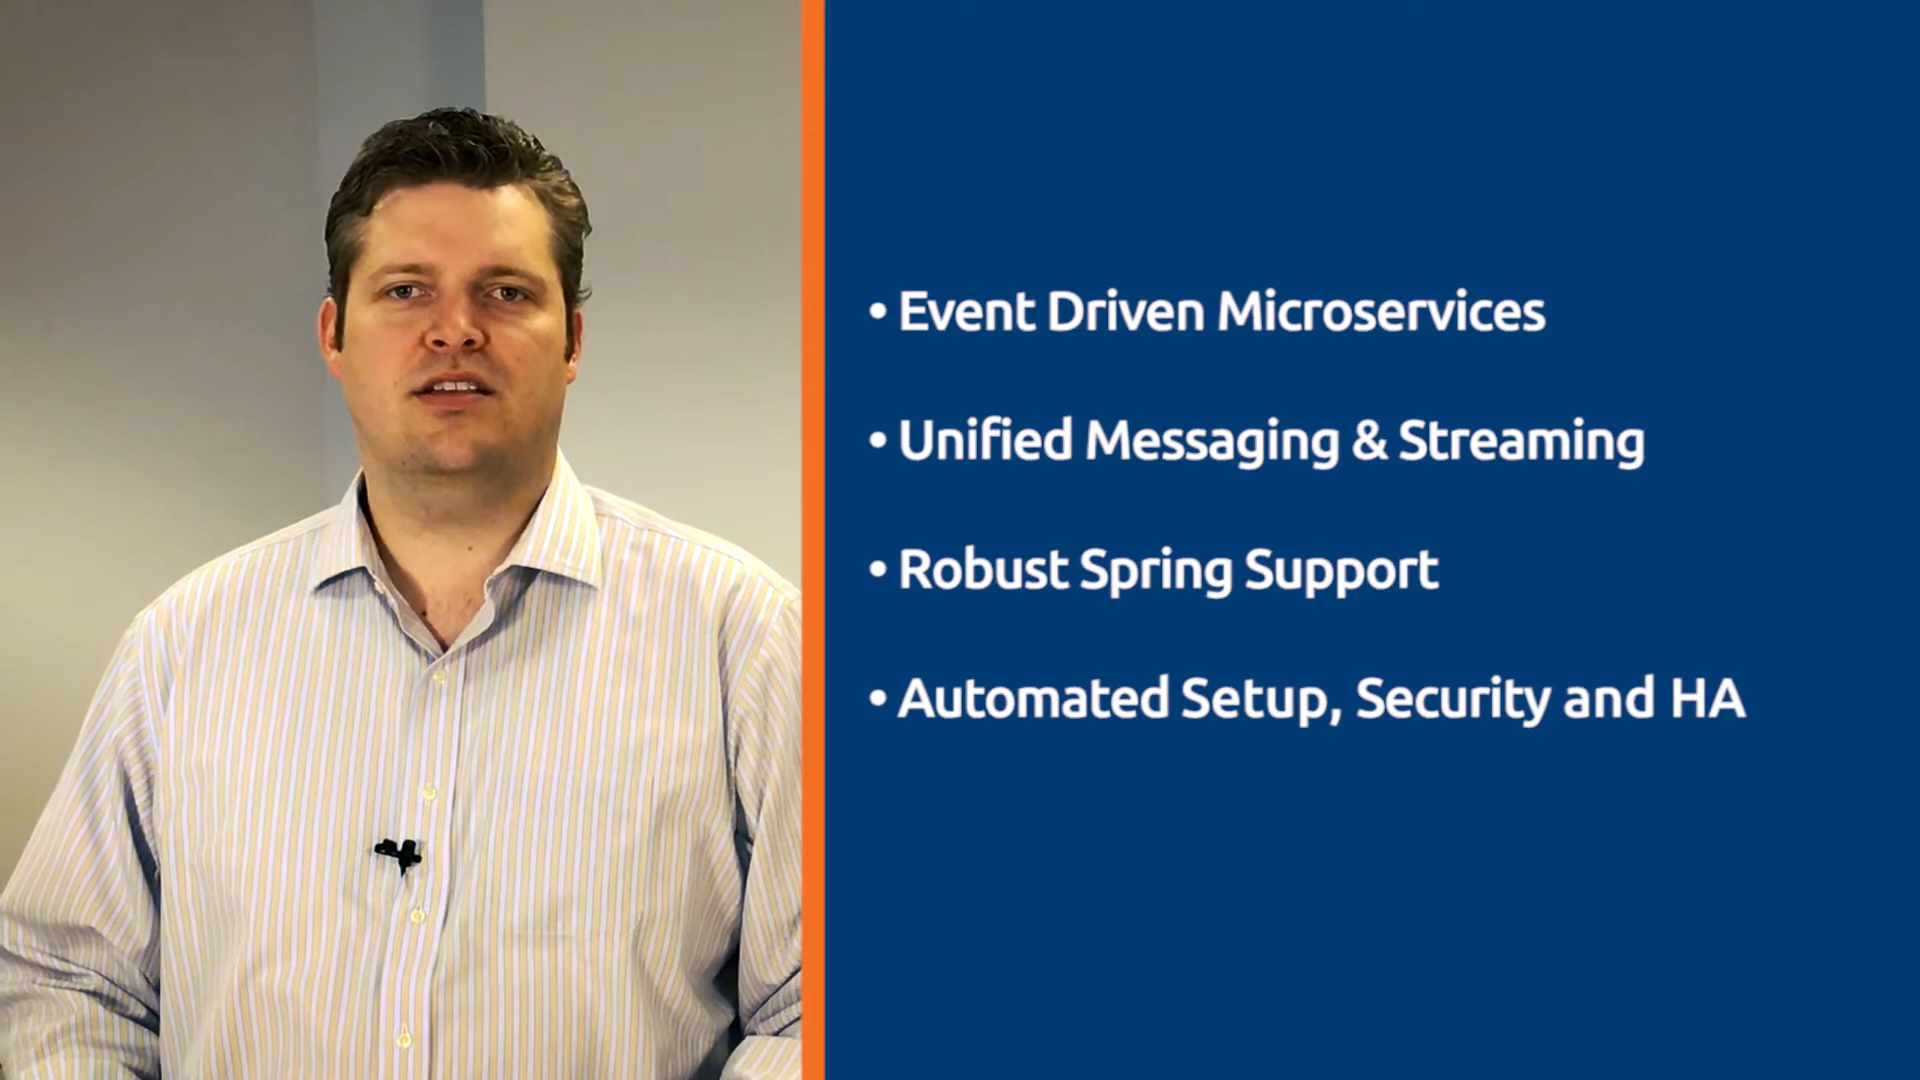 • Event Driven Microservices
• Unified Messaging & Streaming
• Robust Spring Support
• Automated Setup, Security and HA